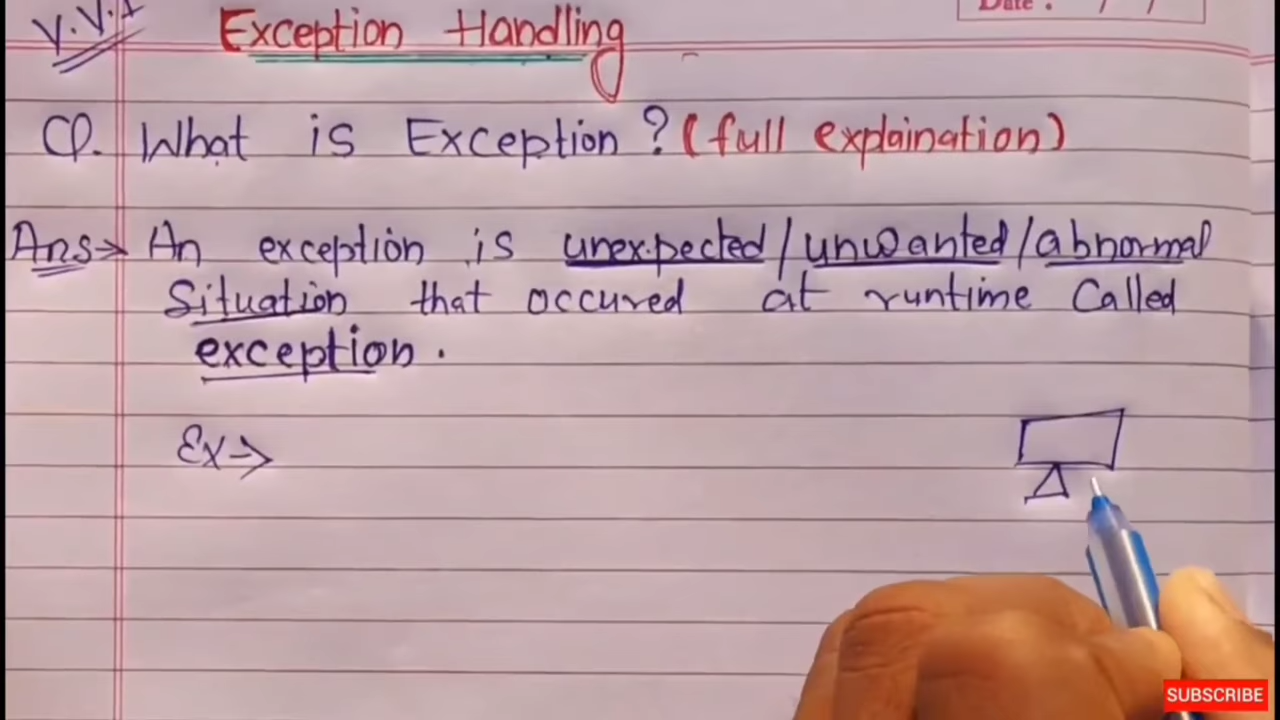 V.V.I
Exception Handling
Date : / /
Q. What is Exception? (full explaination)
Ans→ An exception is unexpected/unwanted/abnormal
Situation that occured at runtime Called
exception.
Ex→
SUBSCRIBE